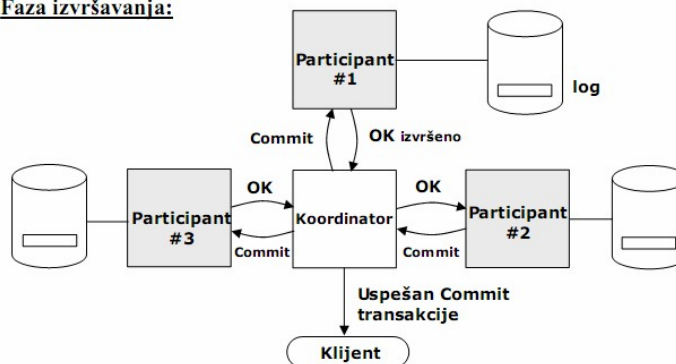 Faza izvršavanja:
Participant
#1
log
Commit
OK izvršeno
OK
OK
Participant
#3
Koordinator
Participant
#2
Commit
Commit
Uspešan Commit
transakcije
Klijent